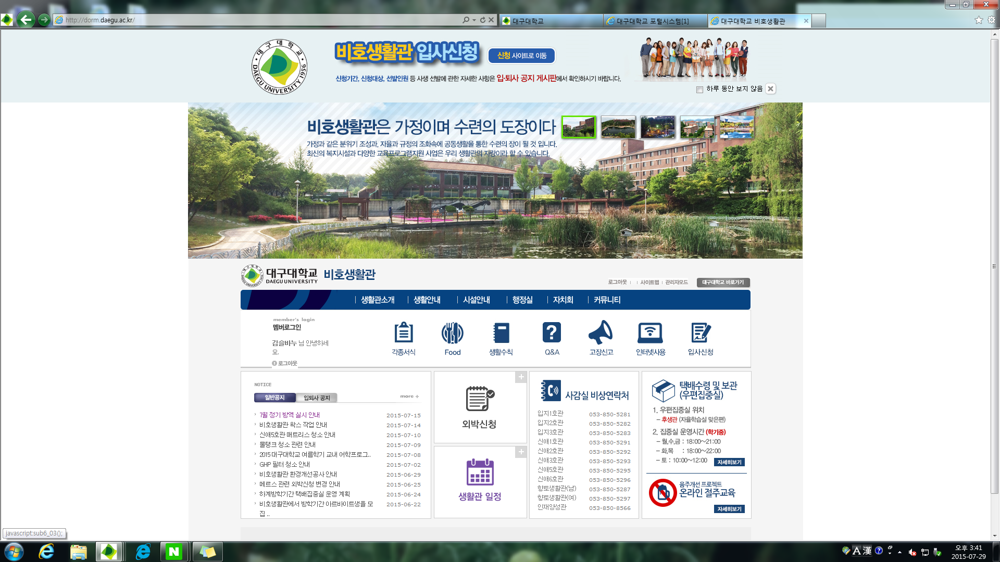 http://dorm.daegu.ac.kr/
대구대학교
대구대학교 포털시스템[1]
대구대학교 비호생활관
대구대학교
DAEGU UNIVERSITY 1956
비호생활관 입사신청
신청 사이트로 이동
신청기간, 신청대상, 선발인원 등 사생 선발에 관한 자세한 사항은 입·퇴사 공지 게시판에서 확인하시기 바랍니다.
하루 동안 보지 않음
비호생활관은 가정이며 수련의 도장이다
가정과 같은 분위기 조성과, 자율과 규정의 조화속에 공동생활을 통한 수련의 장이 될 것 입니다.
최신의 복지시설과 다양한 교육프로그램지원 사업은 우리 생활관의 자랑이라 할 수 있습니다.
대구대학교 비호생활관
DAEGU UNIVERSITY
로그아웃 | | 사이트맵 | 관리자모드
대구대학교 바로가기
생활관소개 | 생활안내 | 시설안내 | 행정실 | 자치회 | 커뮤니티
member's login
멤버로그인
김슬바누 님 안녕하세
요.
로그아웃
각종서식
Food
생활수칙
Q&A
고장신고
인터넷사용
입사신청
NOTICE
일반공지
입퇴사 공지
more +
7월 정기 방역 실시 안내 2015-07-15
비호생활관 왁스 작업 안내 2015-07-14
신애5호관 매트리스 청소 안내 2015-07-10
물탱크 청소 관련 안내 2015-07-09
2015 대구대학교 여름학기 교내 어학프로그.. 2015-07-08
GHP 필터 청소 안내 2015-07-02
비호생활관 환경개선공사 안내 2015-06-29
메르스 관련 외박신청 변경 안내 2015-06-25
하계방학기간 택배집중실 운영 계획 2015-06-24
비호생활관에서 방학기간 아르바이트생을 모 2015-06-22
집 ..
외박신청
생활관 일정
사감실 비상연락처
입지1호관 053-850-5281
입지2호관 053-850-5282
입지3호관 053-850-5283
신애1호관 053-850-5291
신애2호관 053-850-5292
신애3호관 053-850-5293
신애5호관 053-850-5295
신애6호관 053-850-5296
향토생활관(남) 053-850-5287
향토생활관(여) 053-850-5297
인재양성관 053-850-8566
택배수령 및 보관
(우편집중실)
1. 우편집중실 위치
- 후생관 (자율학습실 맞은편)
2. 집중실 운영시간 (학기중)
- 월,수,금 : 18:00~21:00
- 화,목 : 18:00~22:00
- 토 : 10:00~12:00
자세히보기
음주개선 프로젝트
온라인 절주교육
자세히보기
javascript:sub6_03();
N
A 漢
오후 3:41
2015-07-29